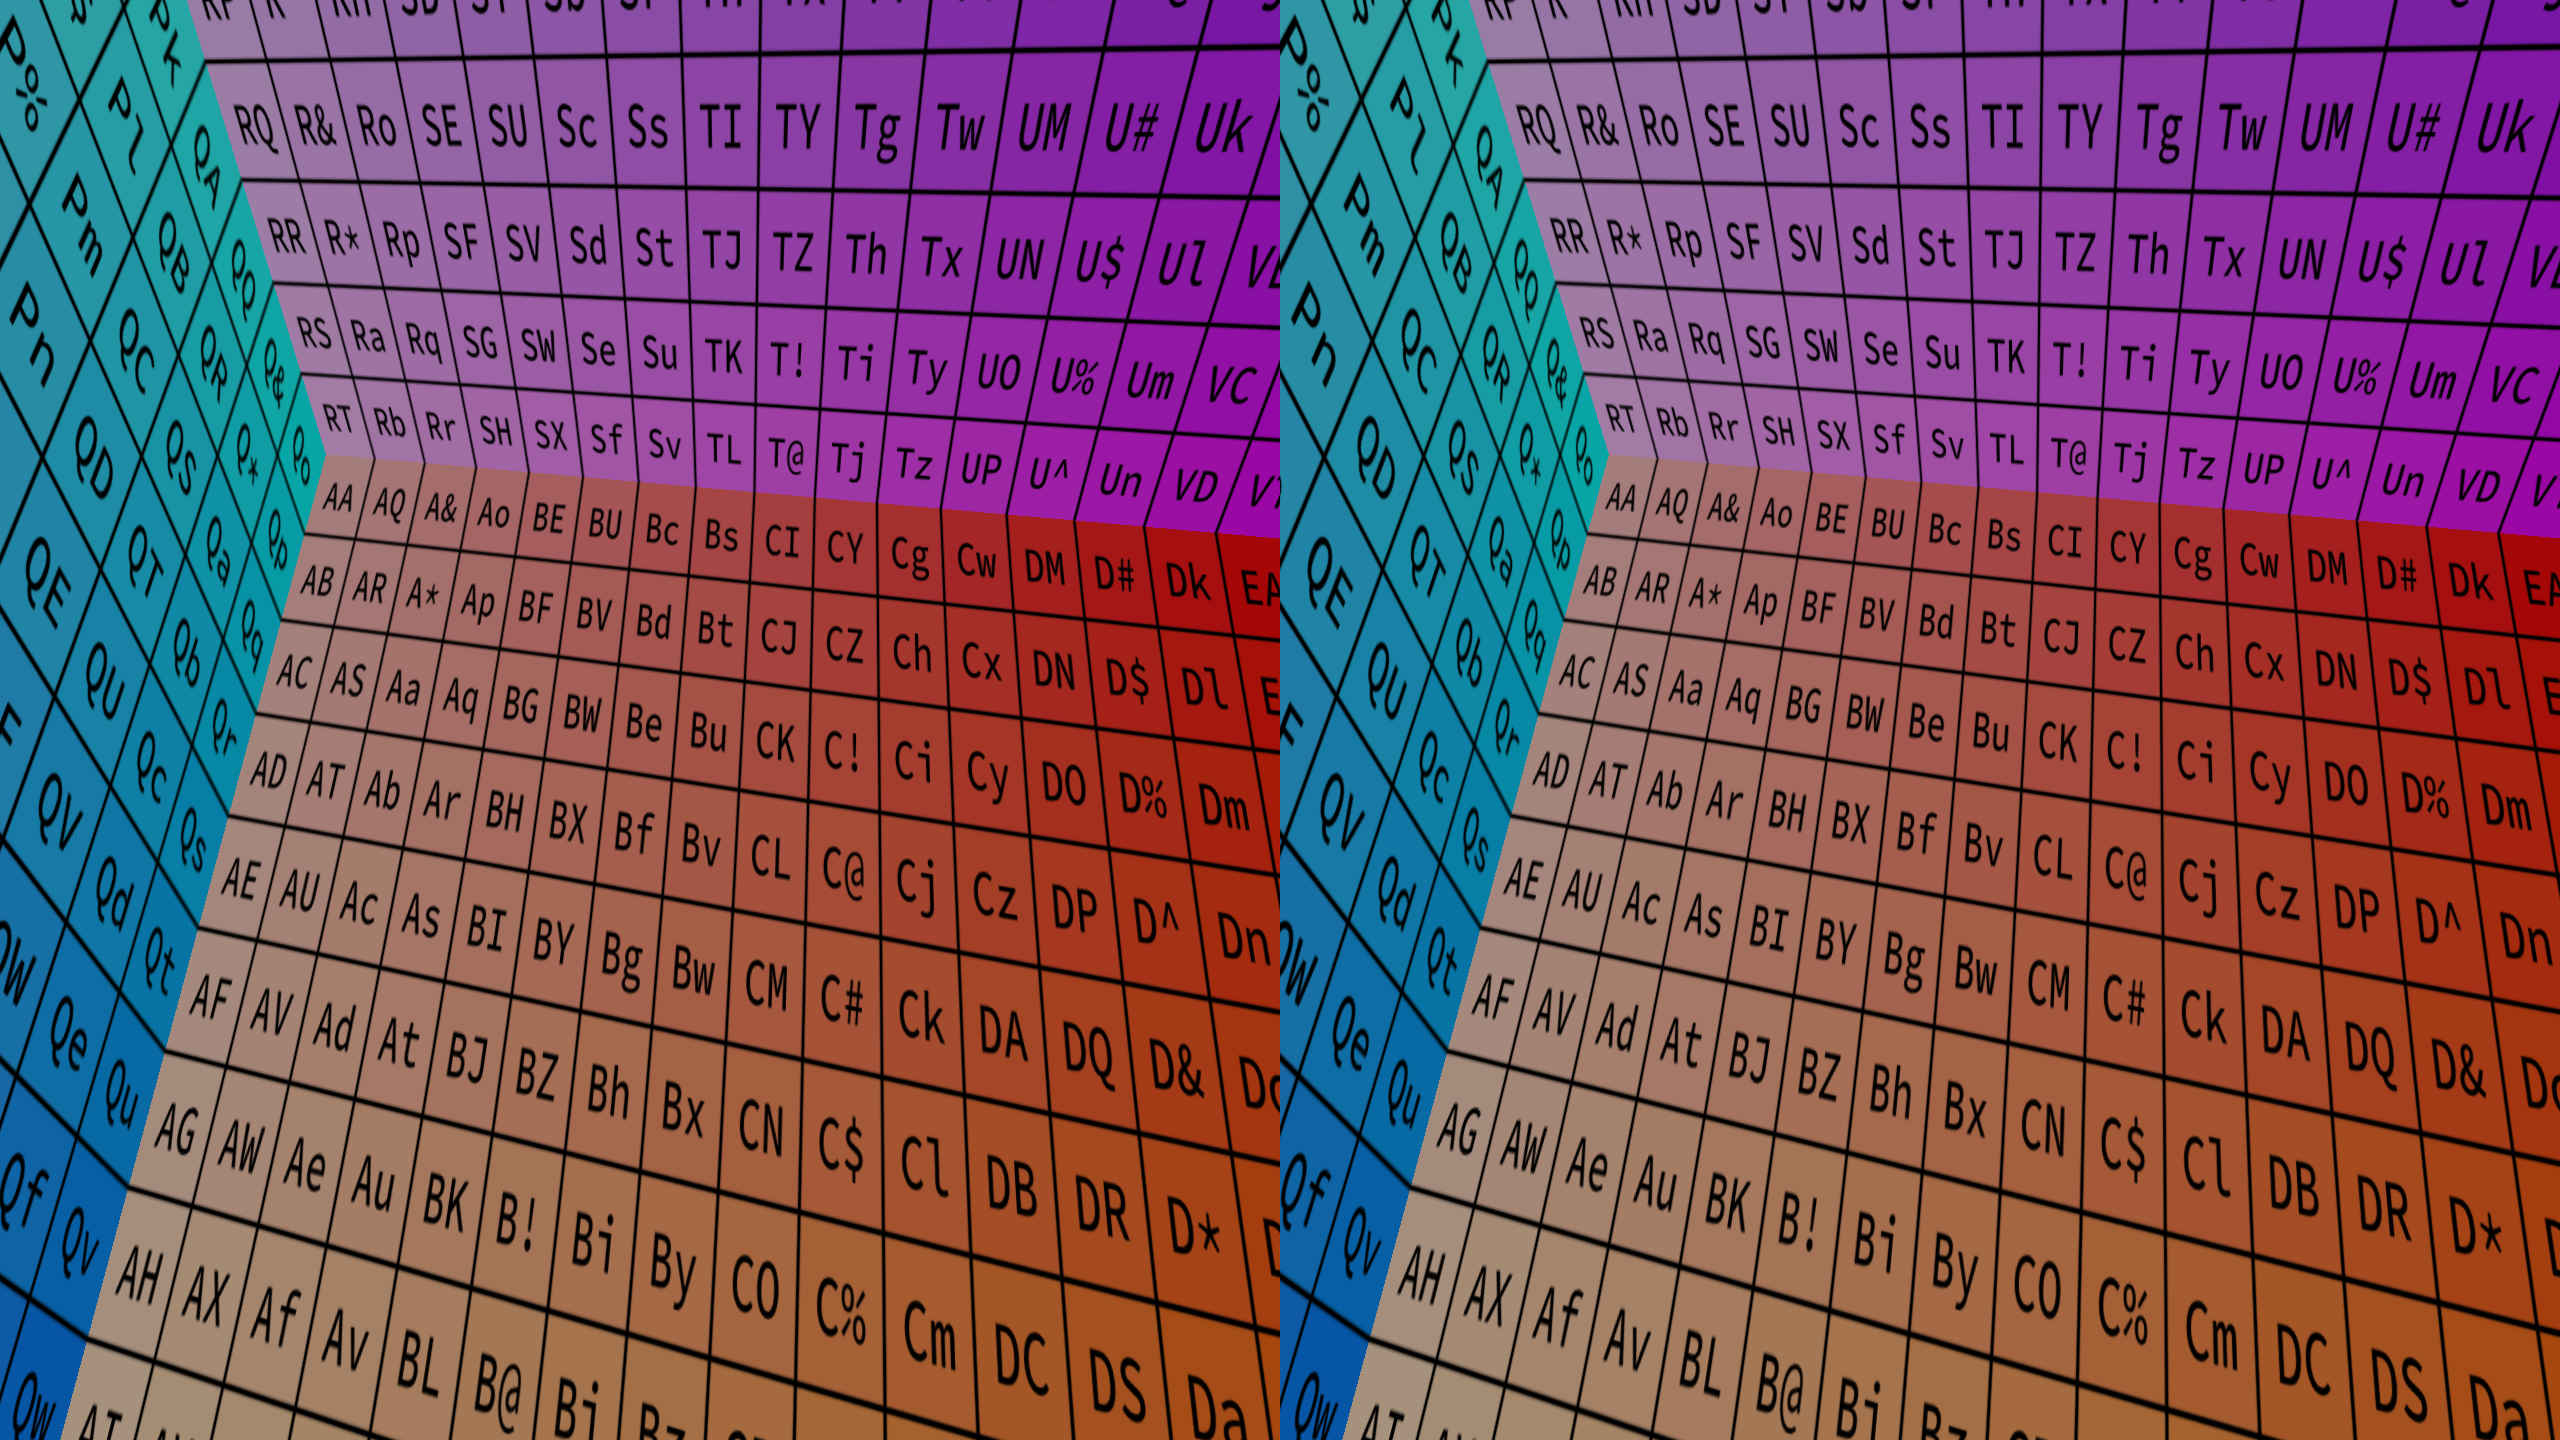 P% Pl Pk QA
Pm QB QQ
Pn QC QR Q&
QD QS Q* Qo
QE QT Qa Qp
QU Qb Qq
QV Qc Qr
Qd Qs
Qe Qt
Qf Qu
Qv
Qw
RQ R& Ro SE SU Sc Ss TI TY Tg Tw UM U# Uk
RR R* Rp SF SV Sd St TJ TZ Th Tx UN U$ Ul
RS Ra Rq SG SW Se Su TK T! Ti Ty UO U% Um VC
RT Rb Rr SH SX Sf Sv TL T@ Tj Tz UP U^ Un VD
AA AQ A& Ao BE BU Bc Bs CI CY Cg Cw DM D# Dk EA
AB AR A* Ap BF BV Bd Bt CJ CZ Ch Cx DN D$ Dl
AC AS Aa Aq BG BW Be Bu CK C! Ci Cy DO D% Dm
AD AT Ab Ar BH BX Bf Bv CL C@ Cj Cz DP D^ Dn
AE AU Ac As BI BY Bg Bw CM C# Ck DA DQ D& Do
AF AV Ad At BJ BZ Bh Bx CN C$ Cl DB DR D*
AG AW Ae Au BK B! Bi By CO C% Cm DC DS Da
AH AX Af Av BL B@ Bj Bz
AI
P% Pl Pk QA
Pm QB QQ
Pn QC QR Q&
QD QS Q* Qo
QE QT Qa Qp
QU Qb Qq
QV Qc Qr
Qd Qs
Qe Qt
Qf Qu
Qv
Qw
RQ R& Ro SE SU Sc Ss TI TY Tg Tw UM U# Uk
RR R* Rp SF SV Sd St TJ TZ Th Tx UN U$ Ul
RS Ra Rq SG SW Se Su TK T! Ti Ty UO U% Um VC
RT Rb Rr SH SX Sf Sv TL T@ Tj Tz UP U^ Un VD
AA AQ A& Ao BE BU Bc Bs CI CY Cg Cw DM D# Dk EA
AB AR A* Ap BF BV Bd Bt CJ CZ Ch Cx DN D$ Dl
AC AS Aa Aq BG BW Be Bu CK C! Ci Cy DO D% Dm
AD AT Ab Ar BH BX Bf Bv CL C@ Cj Cz DP D^ Dn
AE AU Ac As BI BY Bg Bw CM C# Ck DA DQ D& Do
AF AV Ad At BJ BZ Bh Bx CN C$ Cl DB DR D*
AG AW Ae Au BK B! Bi By CO C% Cm DC DS Da
AH AX Af Av BL B@ Bj Bz
AI